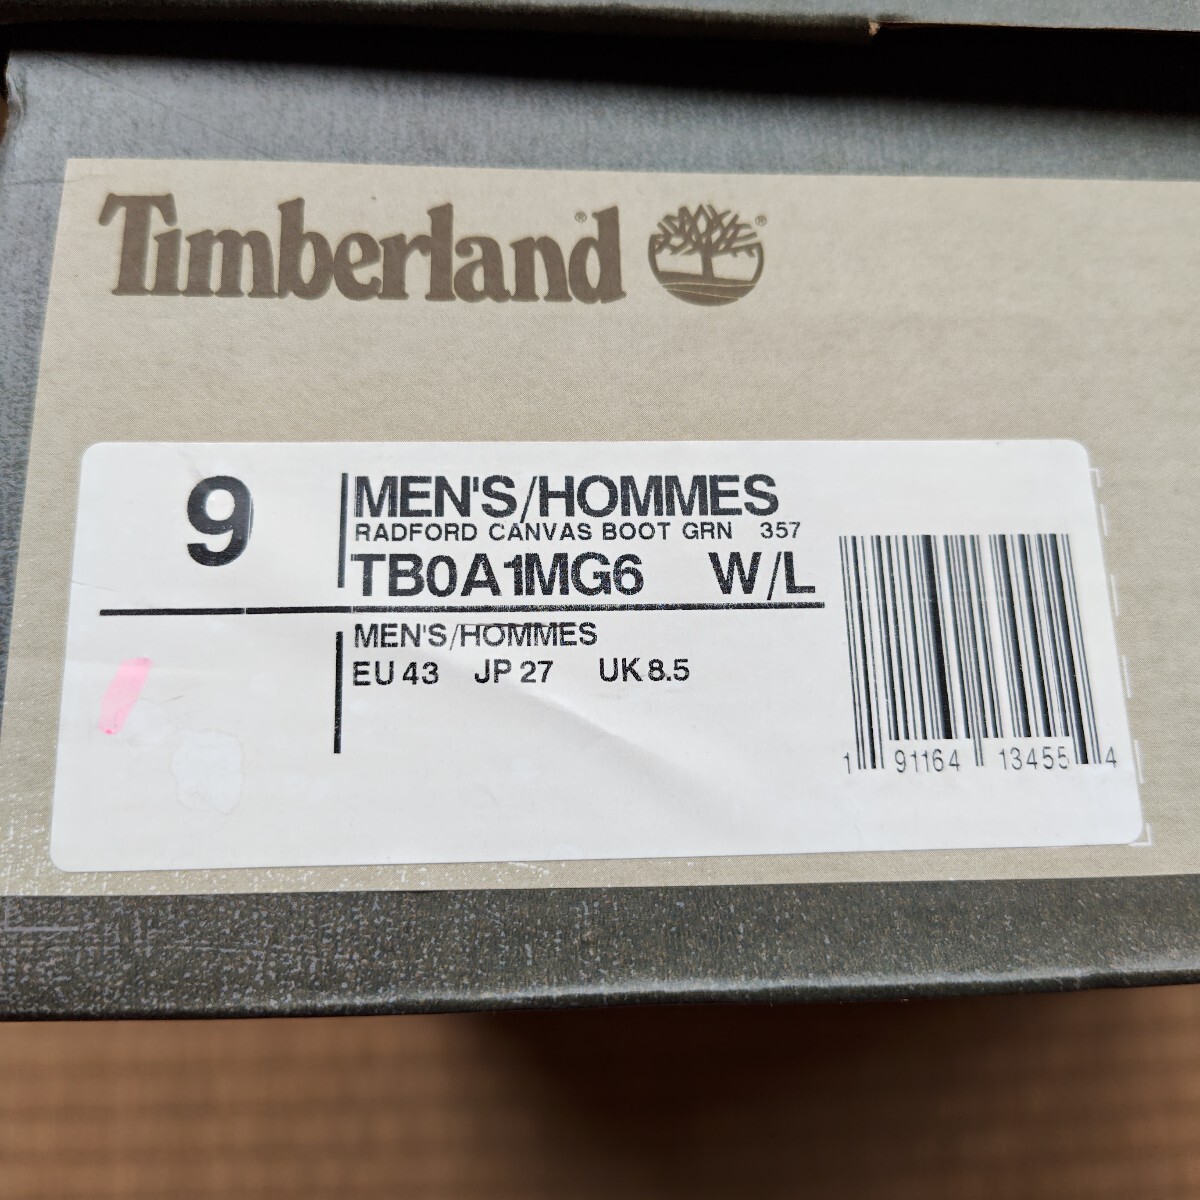 Timberland®
9
MEN'S/HOMMES
RADFORD CANVAS BOOT GRN 357
TB0A1MG6 W/L
MEN'S/HOMMES
EU 43 JP 27 UK 8.5
1 91164 13455 4